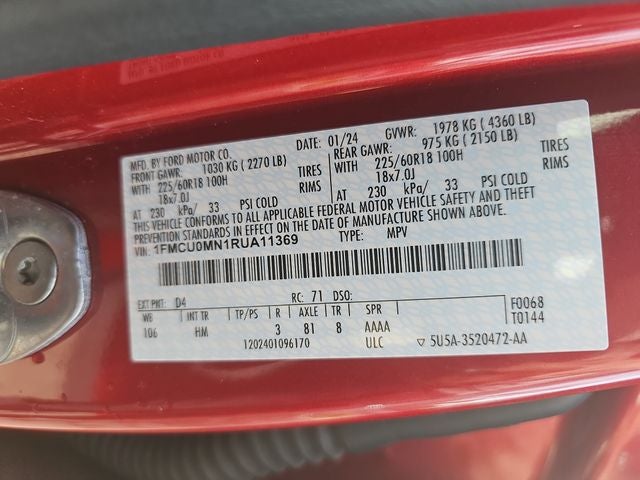 MFD. BY FORD MOTOR CO.
DATE: 01/24
GVWR: 1978 KG ( 4360 LB)
FRONT GAWR: 1030 KG ( 2270 LB)
REAR GAWR: 975 KG ( 2150 LB)
WITH 225/60R18 100H TIRES
225/60R18 100H TIRES
18x7.0J RIMS
WITH 18x7.0J RIMS
AT 230 kPa/ 33 PSI COLD
AT 230 kPa/ 33 PSI COLD
THIS VEHICLE CONFORMS TO ALL APPLICABLE FEDERAL MOTOR VEHICLE SAFETY AND THEFT
PREVENTION STANDARDS IN EFFECT ON THE DATE OF MANUFACTURE SHOWN ABOVE.
VIN: 1FMCU0MN1RUA11369 TYPE: MPV
EXT PNT: D4 RC: 71 DSO:
WB INT TR TP/PS R AXLE TR SPR
106 HM 3 81 8 AAAA
1202401096170 ULC
F0068
T0144
▽ 5U5A-3520472-AA